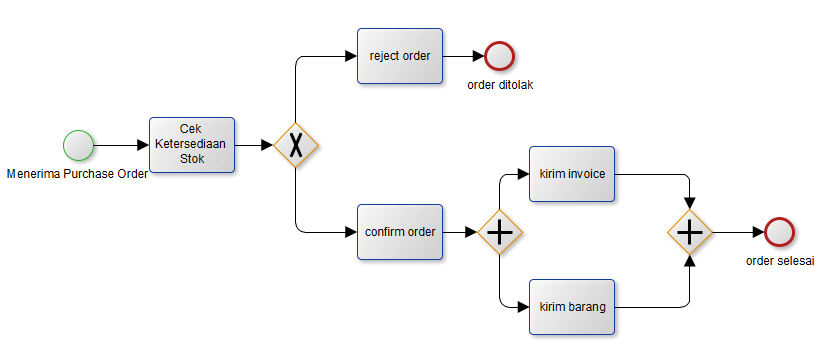 Menerima Purchase Order
Cek
Ketersediaan
Stok
X
reject order
order ditolak
confirm order
kirim invoice
kirim barang
order selesai